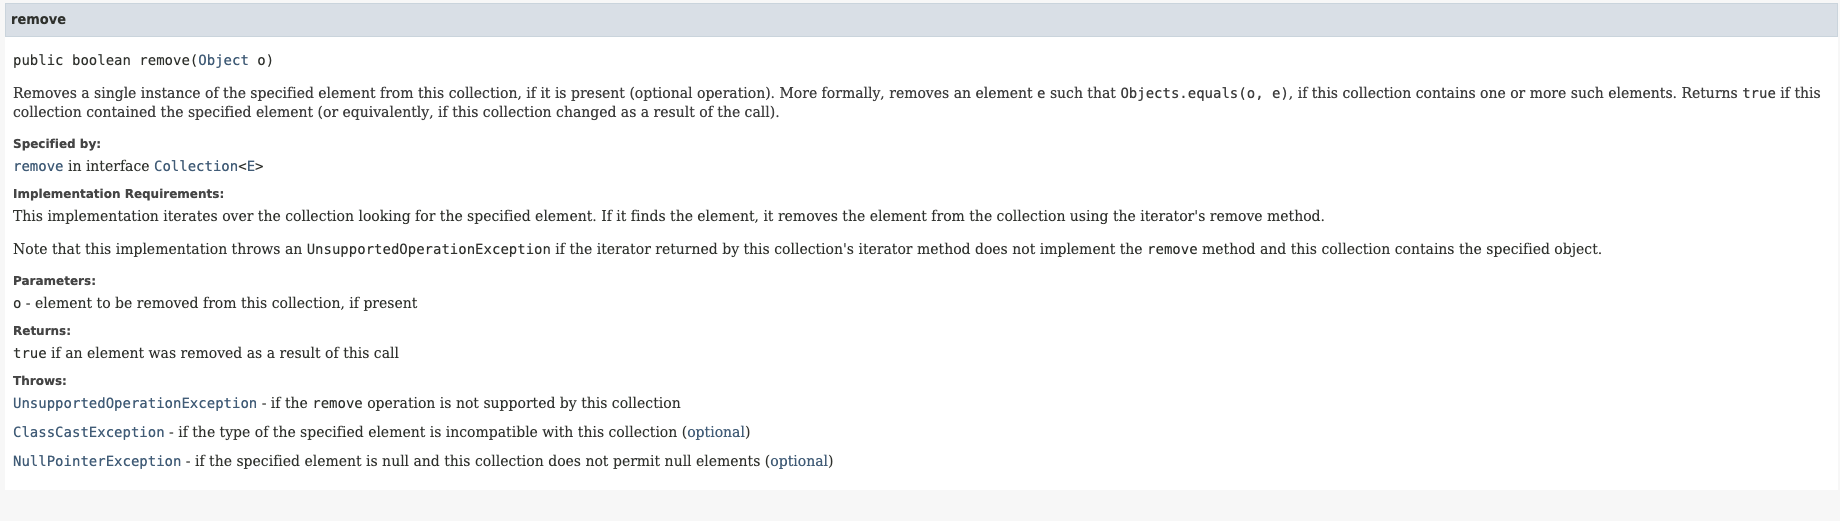 remove
public boolean remove(Object o)
Removes a single instance of the specified element from this collection, if it is present (optional operation). More formally, removes an element e such that Objects.equals(o, e), if this collection contains one or more such elements. Returns true if this
collection contained the specified element (or equivalently, if this collection changed as a result of the call).
Specified by:
remove in interface Collection<E>
Implementation Requirements:
This implementation iterates over the collection looking for the specified element. If it finds the element, it removes the element from the collection using the iterator's remove method.
Note that this implementation throws an UnsupportedOperationException if the iterator returned by this collection's iterator method does not implement the remove method and this collection contains the specified object.
Parameters:
o - element to be removed from this collection, if present
Returns:
true if an element was removed as a result of this call
Throws:
UnsupportedOperationException - if the remove operation is not supported by this collection
ClassCastException - if the type of the specified element is incompatible with this collection (optional)
NullPointerException - if the specified element is null and this collection does not permit null elements (optional)